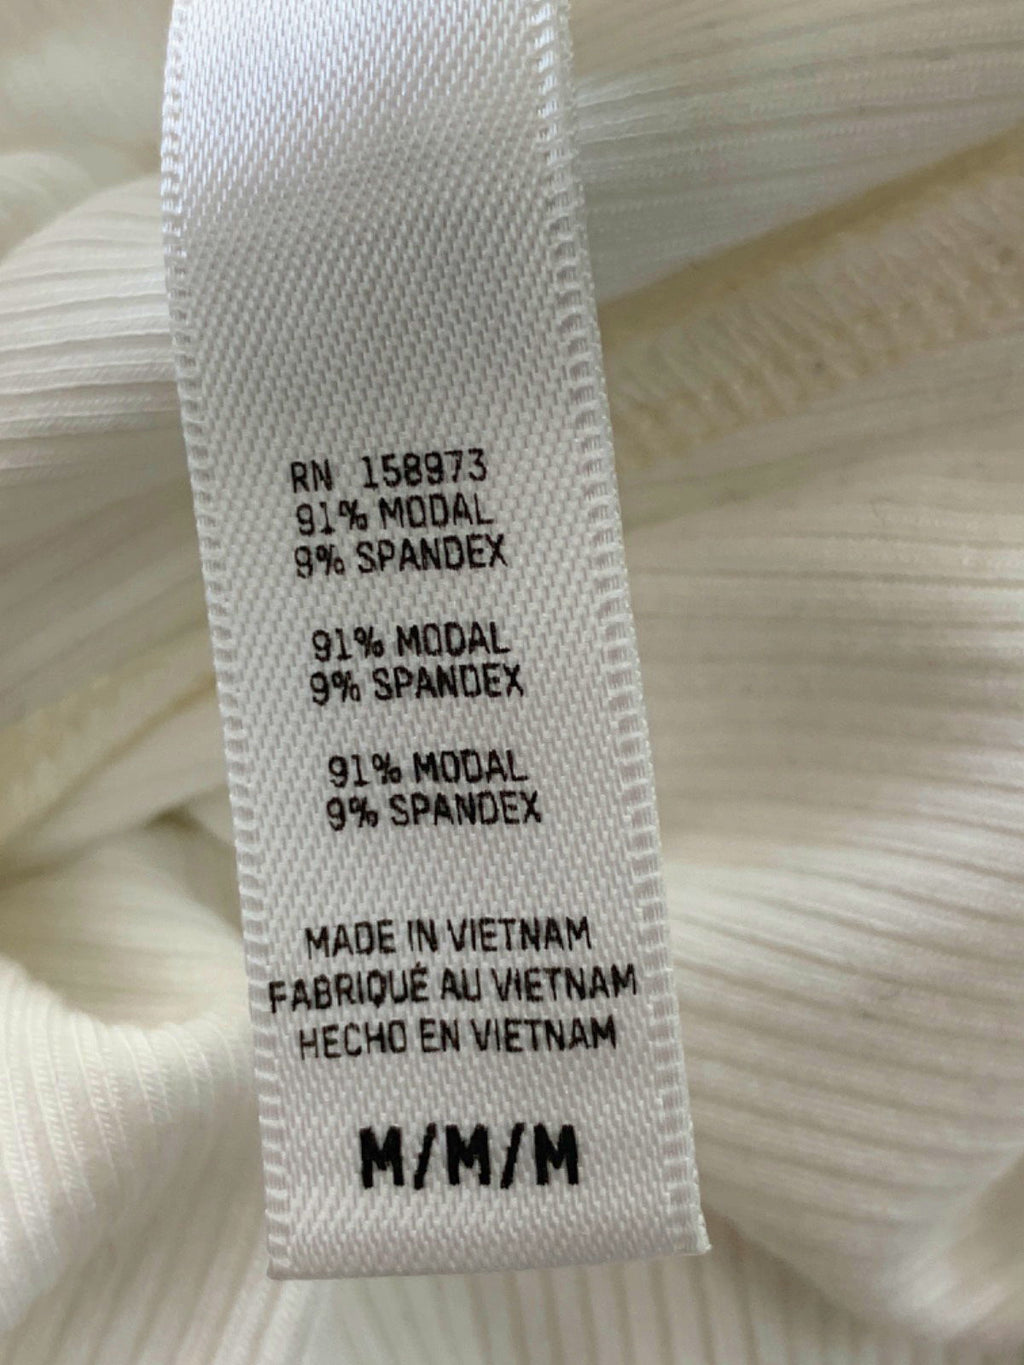 RN 158973
91% MODAL
9% SPANDEX
91% MODAL
9% SPANDEX
91% MODAL
9% SPANDEX
MADE IN VIETNAM
FABRIQUÉ AU VIETNAM
HECHO EN VIETNAM
M/M/M